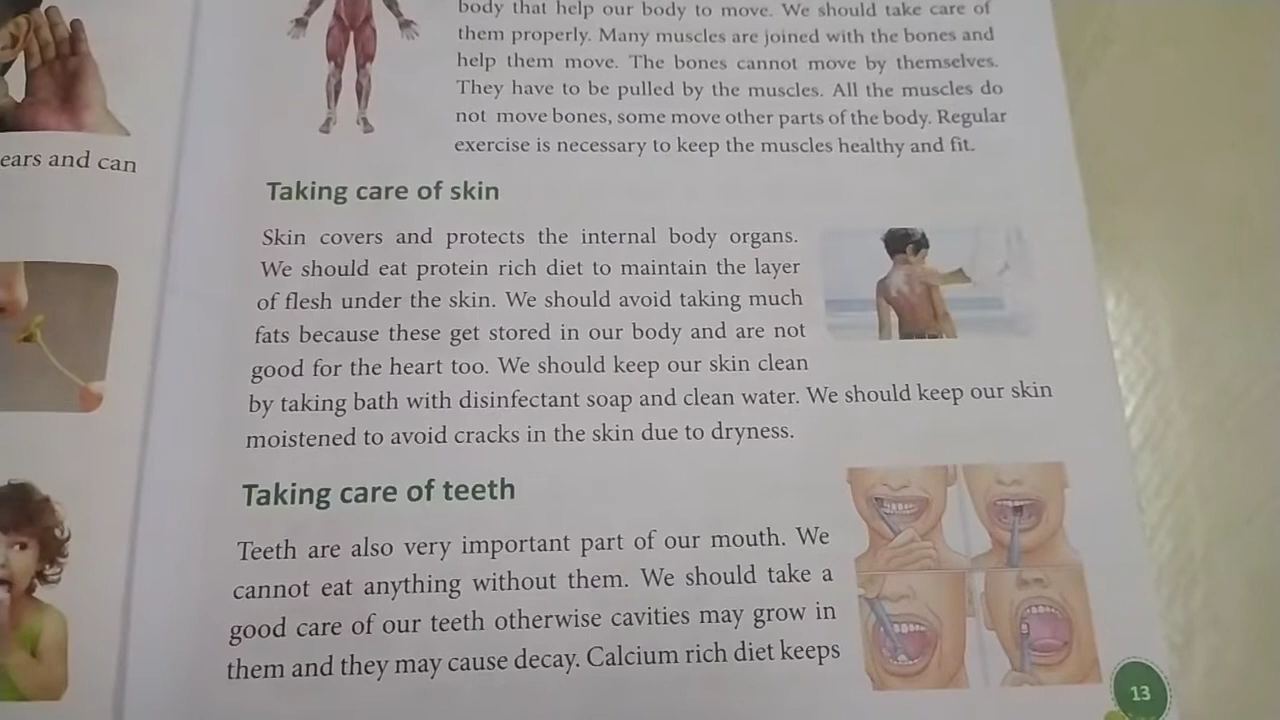 body that help our body to move. We should take care of
them properly. Many muscles are joined with the bones and
help them move. The bones cannot move by themselves.
They have to be pulled by the muscles. All the muscles do
not move bones, some move other parts of the body. Regular
exercise is necessary to keep the muscles healthy and fit.
ears and can
Taking care of skin
Skin covers and protects the internal body organs.
We should eat protein rich diet to maintain the layer
of flesh under the skin. We should avoid taking much
fats because these get stored in our body and are not
good for the heart too. We should keep our skin clean
by taking bath with disinfectant soap and clean water. We should keep our skin
moistened to avoid cracks in the skin due to dryness.
Taking care of teeth
Teeth are also very important part of our mouth. We
cannot eat anything without them. We should take a
good care of our teeth otherwise cavities may grow in
them and they may cause decay. Calcium rich diet keeps
13